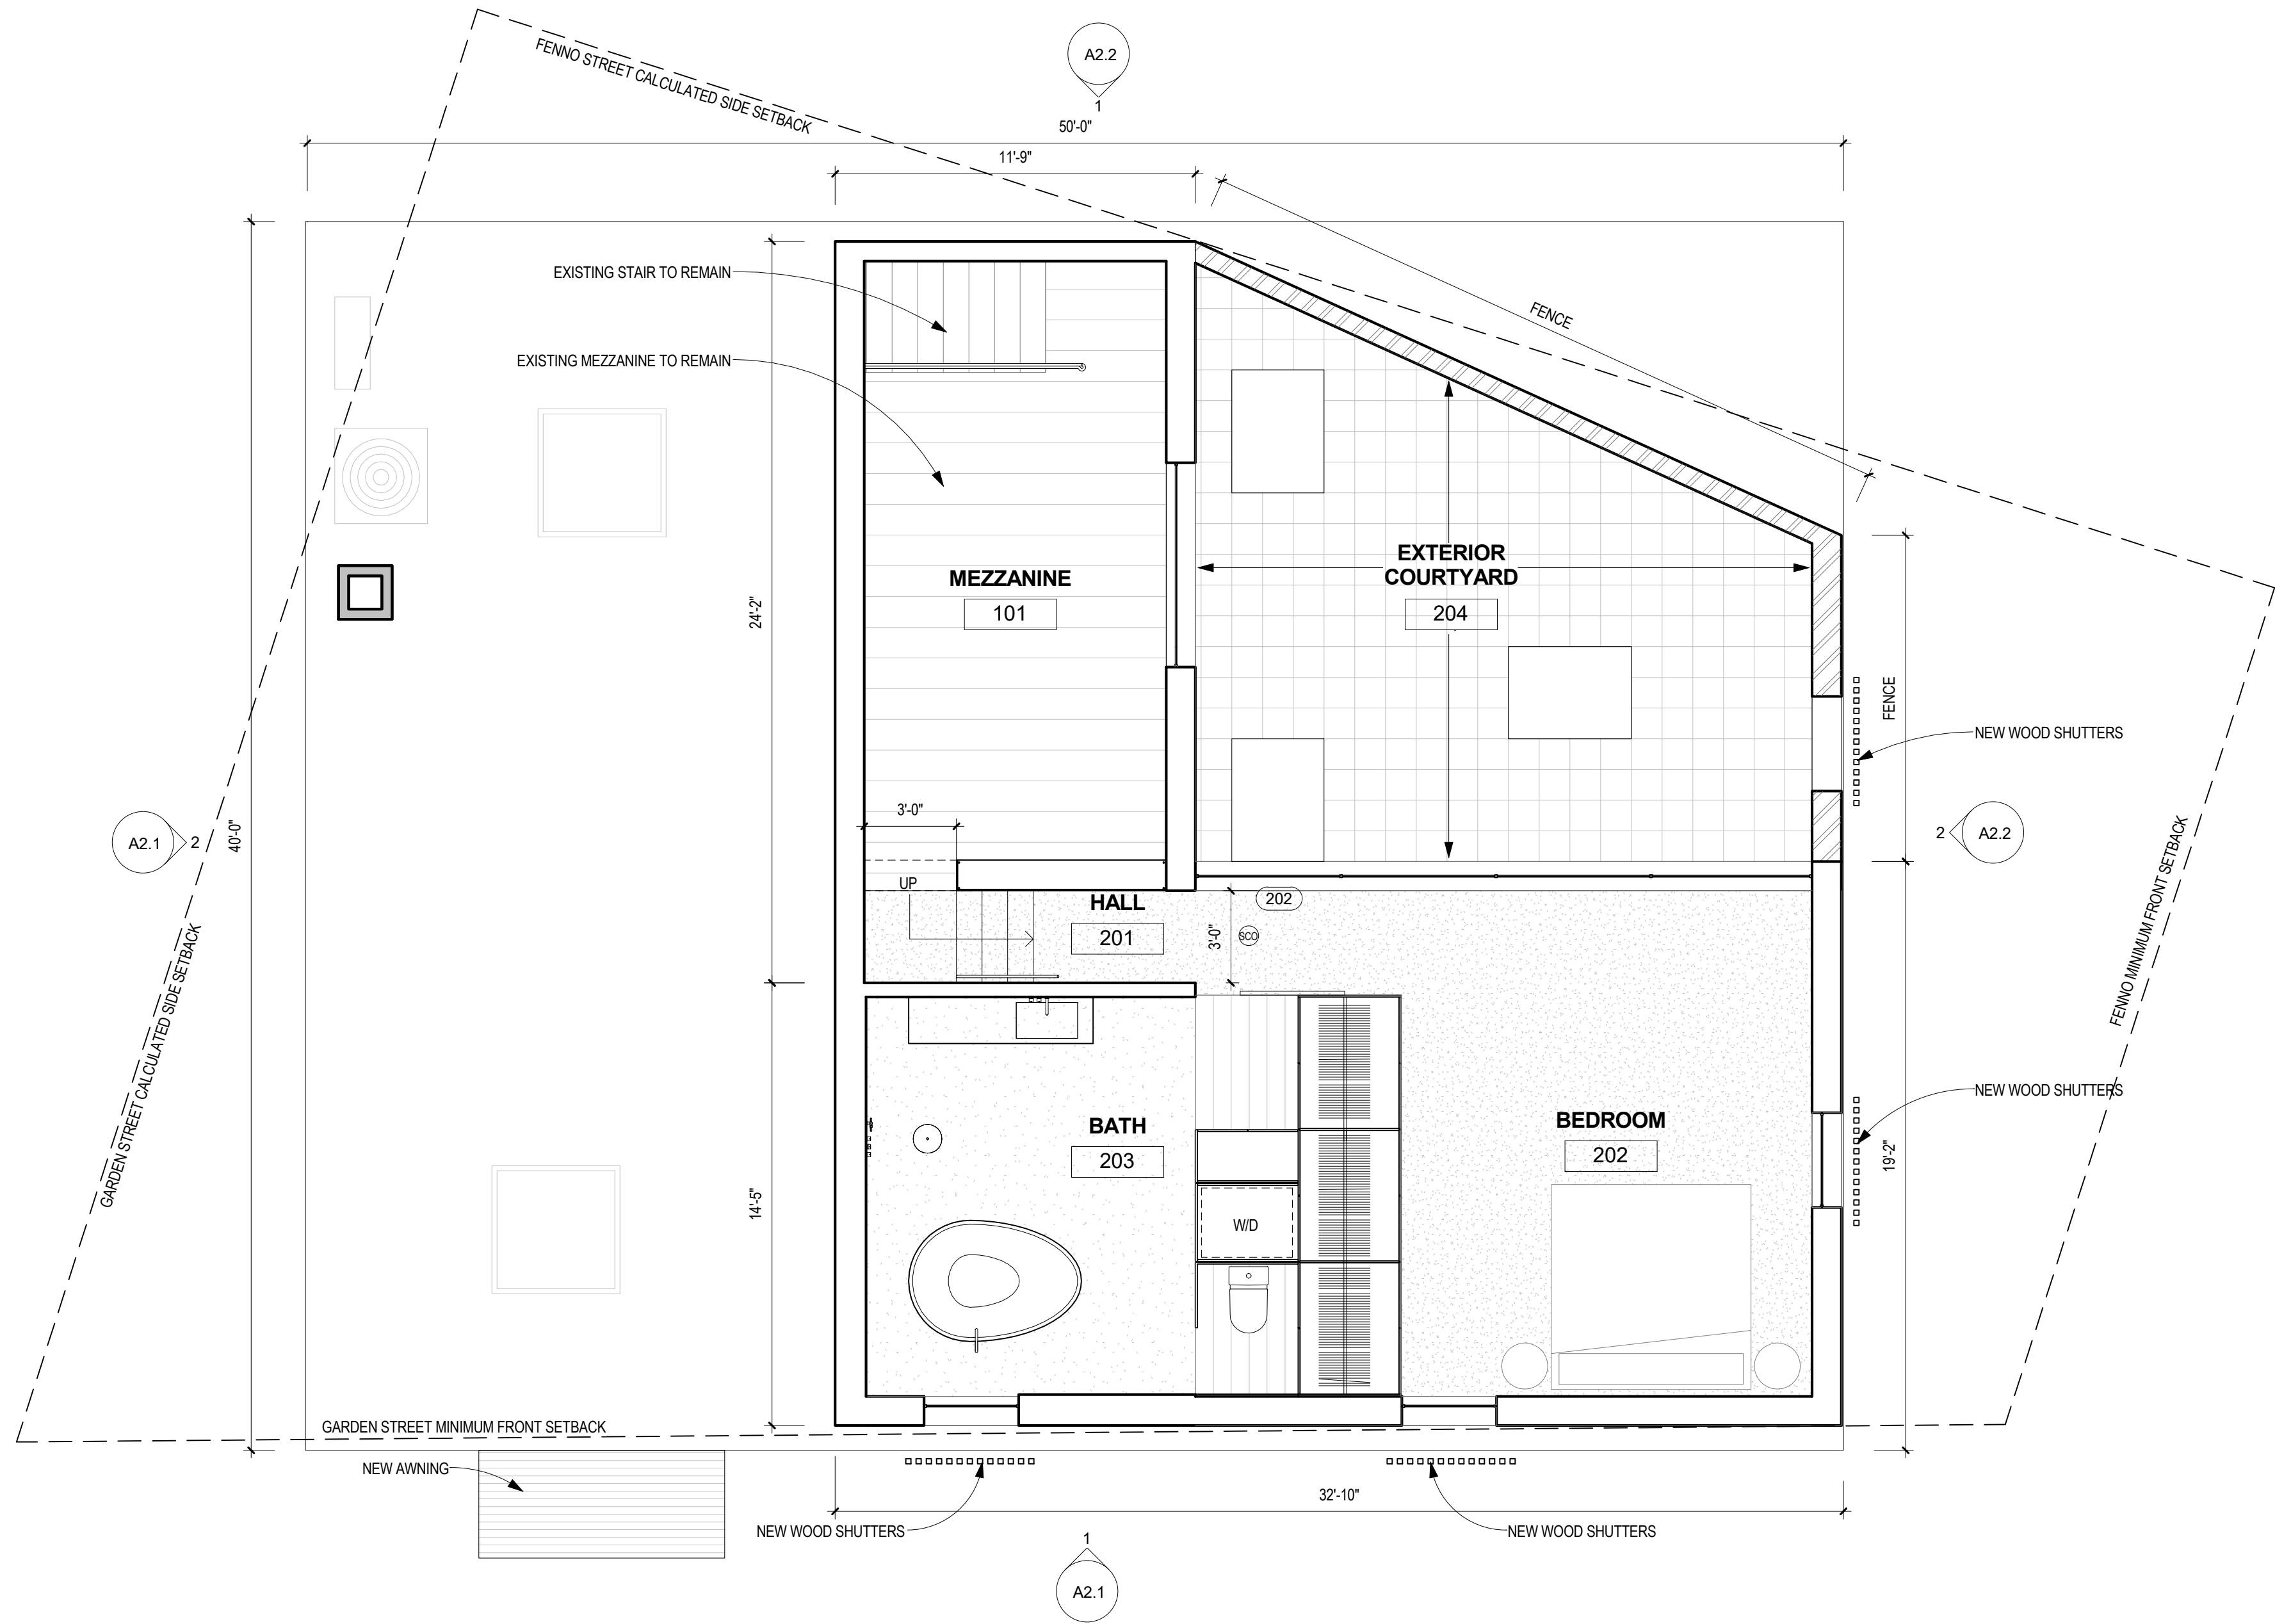 FENNO STREET CALCULATED SIDE SETBACK
A2.2
1
50'-0"
11'-9"
EXISTING STAIR TO REMAIN
FENCE
EXISTING MEZZANINE TO REMAIN
EXTERIOR
COURTYARD
204
MEZZANINE
101
24'-2"
FENCE
NEW WOOD SHUTTERS
3'-0"
A2.1
2
40'-0"
2
A2.2
UP
HALL
201
202
3'-0"
SCO
GARDEN STREET CALCULATED SIDE SETBACK
FENNO MINIMUM FRONT SETBACK
NEW WOOD SHUTTERS
BATH
203
BEDROOM
202
19'-2"
14'-5"
W/D
GARDEN STREET MINIMUM FRONT SETBACK
NEW AWNING
32'-10"
NEW WOOD SHUTTERS
NEW WOOD SHUTTERS
1
A2.1